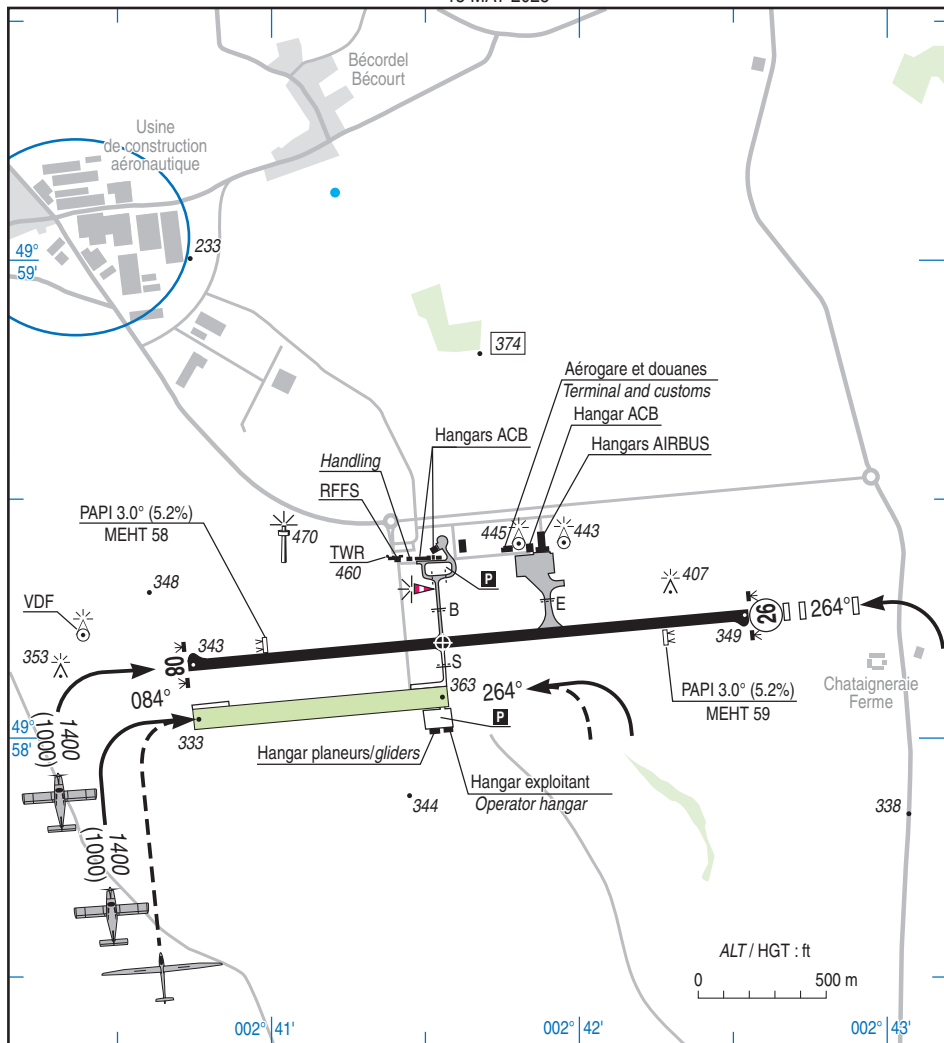 Bécordel
Bécourt
Usine
de construction
aéronautique
233
49°
59'
374
Aérogare et douanes
Terminal and customs
Hangar ACB
Hangars ACB
Hangars AIRBUS
Handling
RFFS
PAPI 3.0° (5.2%)
MEHT 58
470
445
443
TWR
460
P
407
348
B
E
VDF
26
264°
343
349
353
08
S
084°
363
264°
PAPI 3.0° (5.2%)
MEHT 59
Chataigneraie
Ferme
P
333
49°
58'
1400
(1000)
Hangar planeurs/gliders
Hangar exploitant
Operator hangar
344
338
1400
(1000)
ALT / HGT : ft
0 500 m
002° 41'
002° 42'
002° 43'